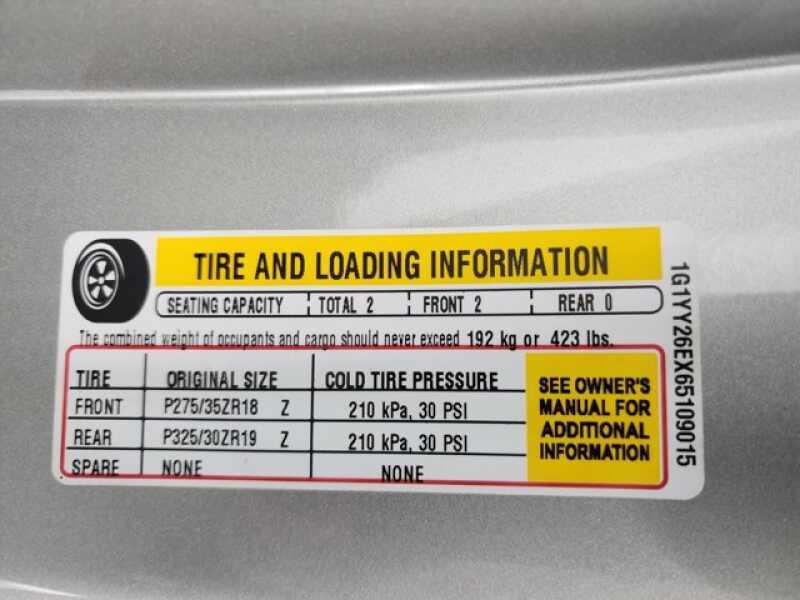 TIRE AND LOADING INFORMATION
SEATING CAPACITY TOTAL 2 FRONT 2 REAR 0
The combined weight of occupants and cargo should never exceed 192 kg or 423 lbs.
TIRE ORIGINAL SIZE COLD TIRE PRESSURE
FRONT P275/35ZR18 Z 210 kPa, 30 PSI
REAR P325/30ZR19 Z 210 kPa, 30 PSI
SPARE NONE NONE
SEE OWNER'S
MANUAL FOR
ADDITIONAL
INFORMATION
1G1YY26EX65109015